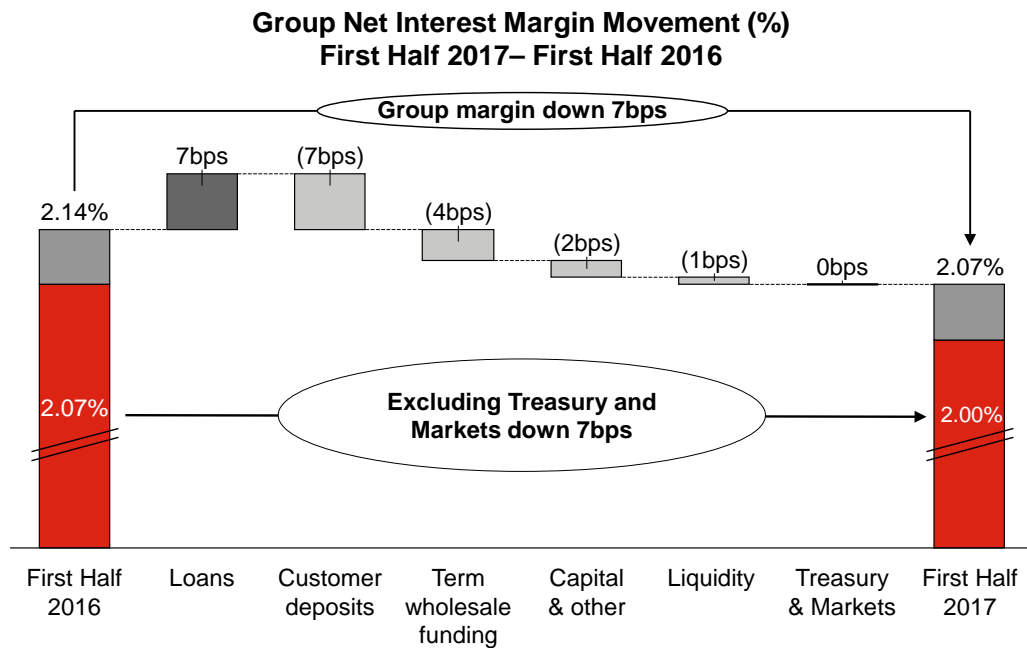 Group Net Interest Margin Movement (%)
First Half 2017– First Half 2016
Group margin down 7bps
7bps
(7bps)
2.14%
(4bps)
(2bps)
(1bps)
0bps
2.07%
2.07%
Excluding Treasury and
Markets down 7bps
2.00%
First Half
2016
Loans
Customer
deposits
Term
wholesale
funding
Capital
& other
Liquidity
Treasury
& Markets
First Half
2017